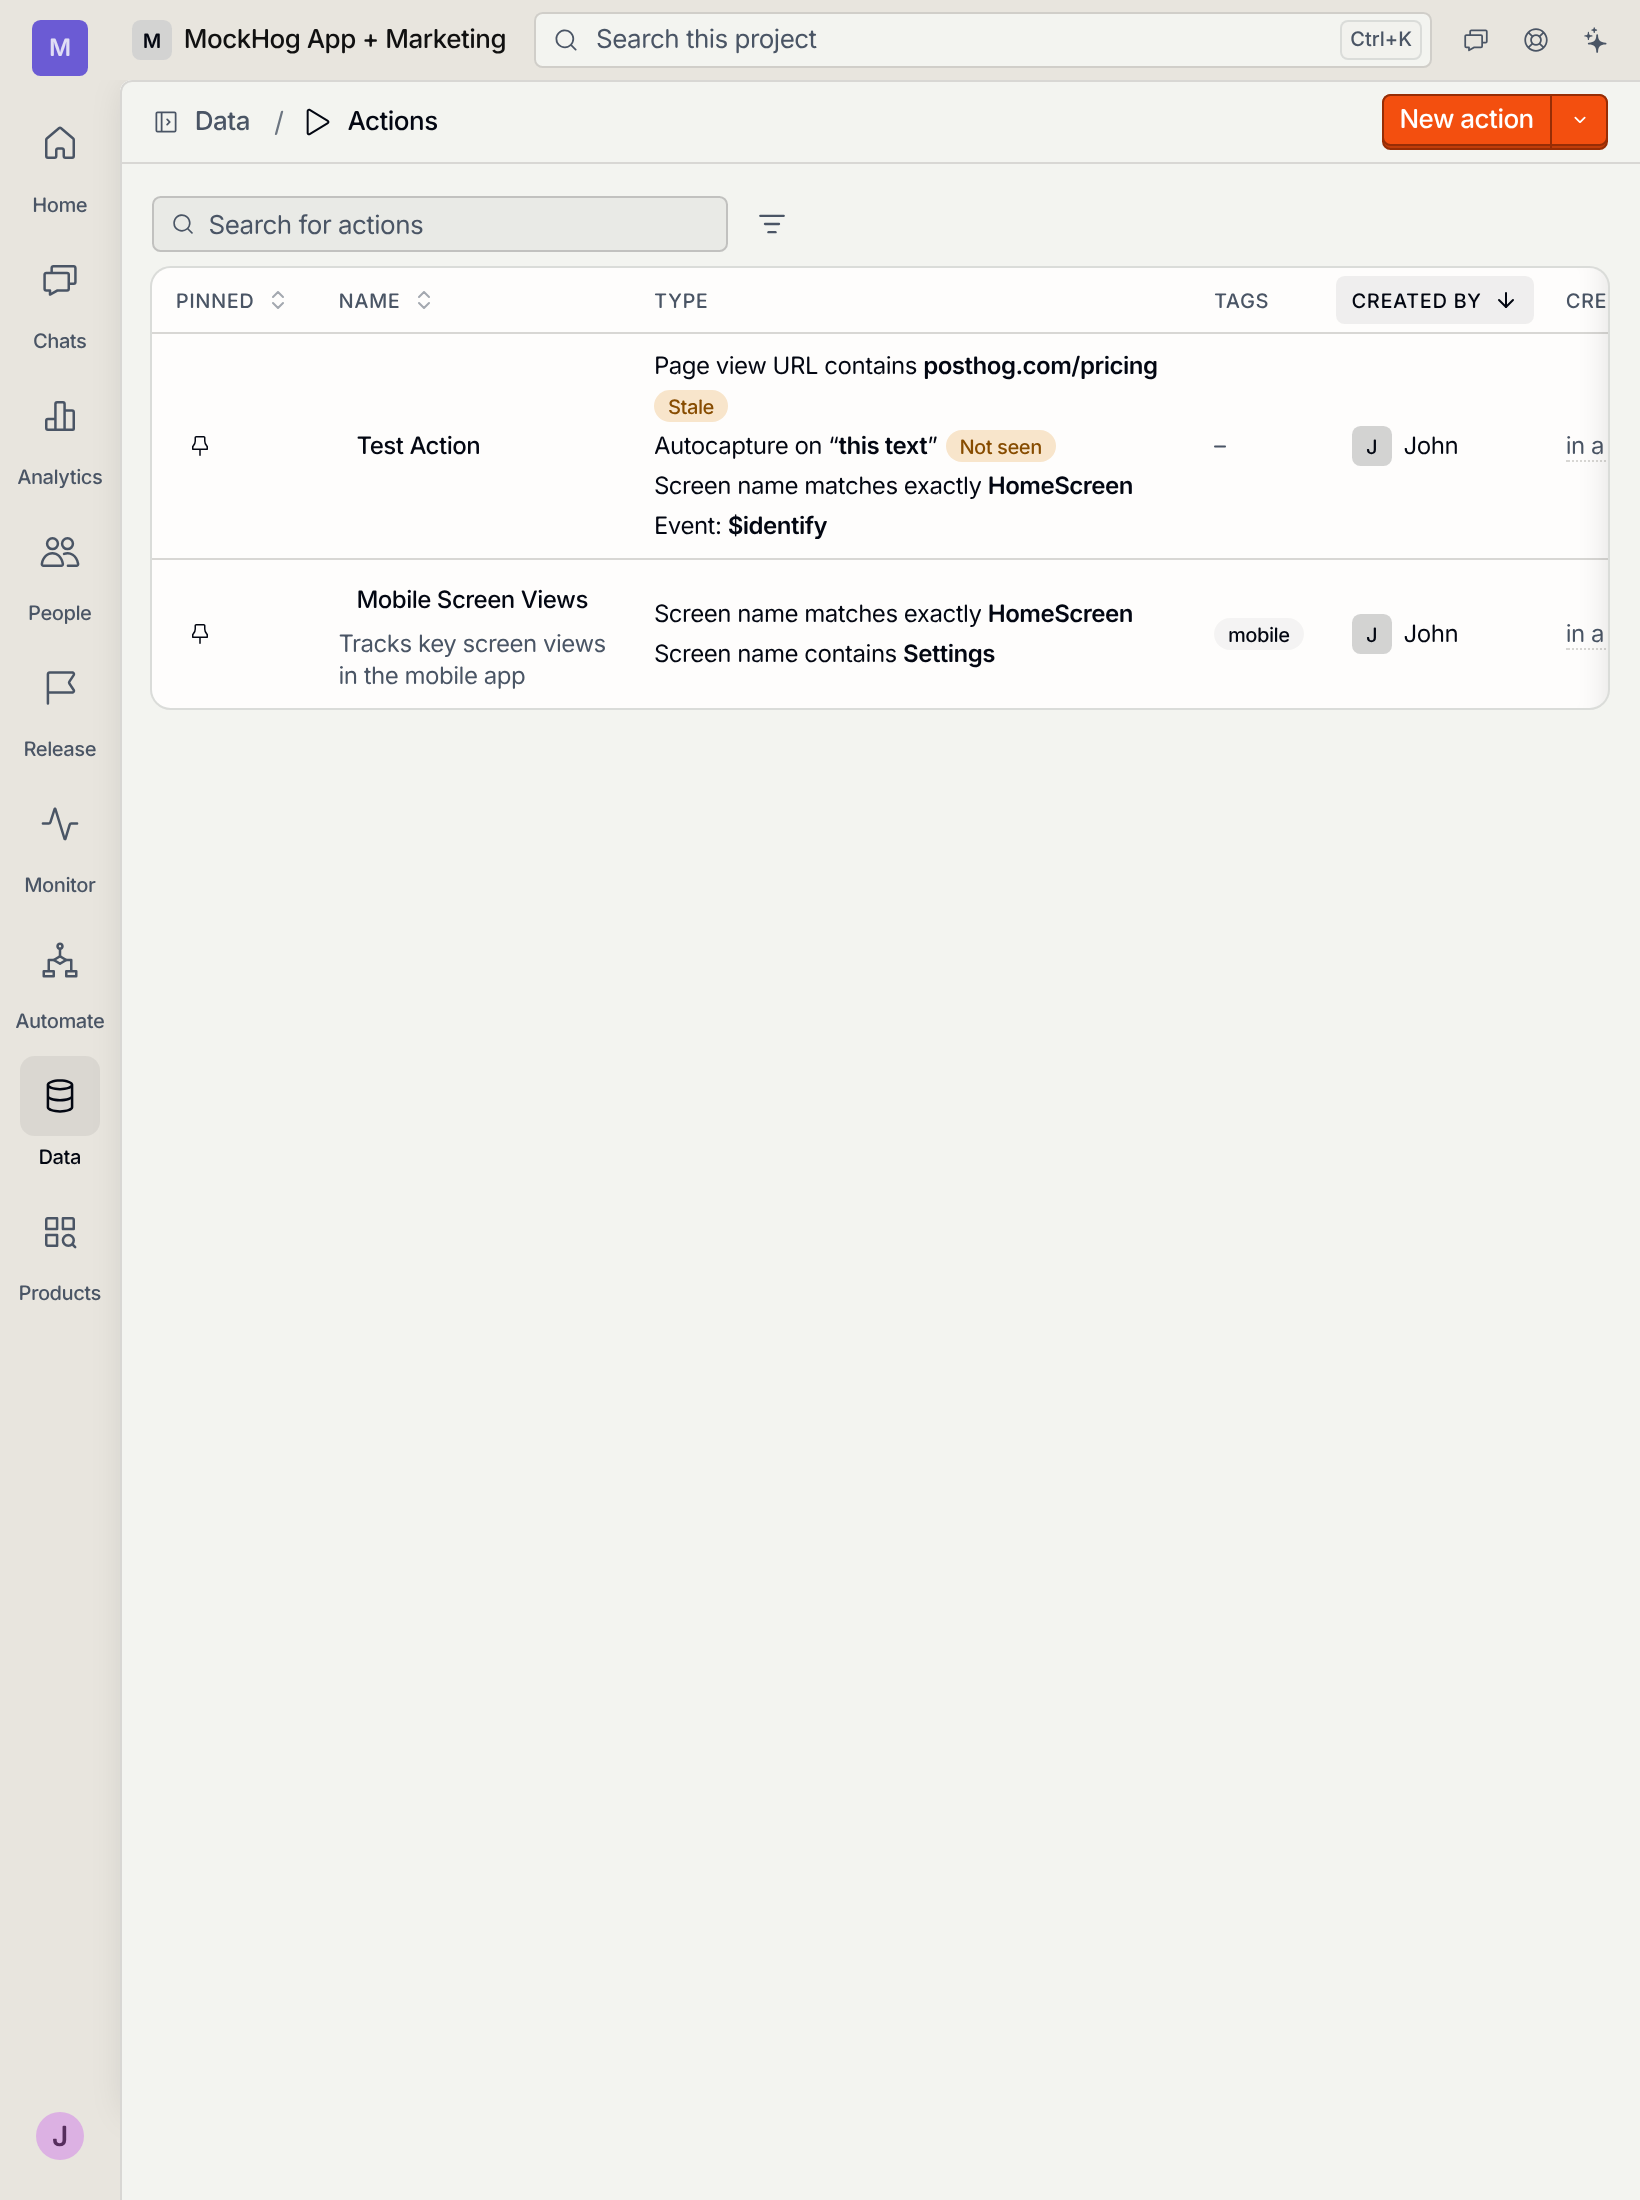 M
M MockHog App + Marketing
Search this project
Ctrl+K
Home
Chats
Analytics
People
Release
Monitor
Automate
Data
Products
J
Data / Actions
New action
Search for actions
PINNED NAME TYPE TAGS CREATED BY CRE
Test Action
Page view URL contains posthog.com/pricing
Stale
Autocapture on “this text” Not seen
Screen name matches exactly HomeScreen
Event: $identify
–
J John
in a
Mobile Screen Views
Tracks key screen views
in the mobile app
Screen name matches exactly HomeScreen
Screen name contains Settings
mobile
J John
in a